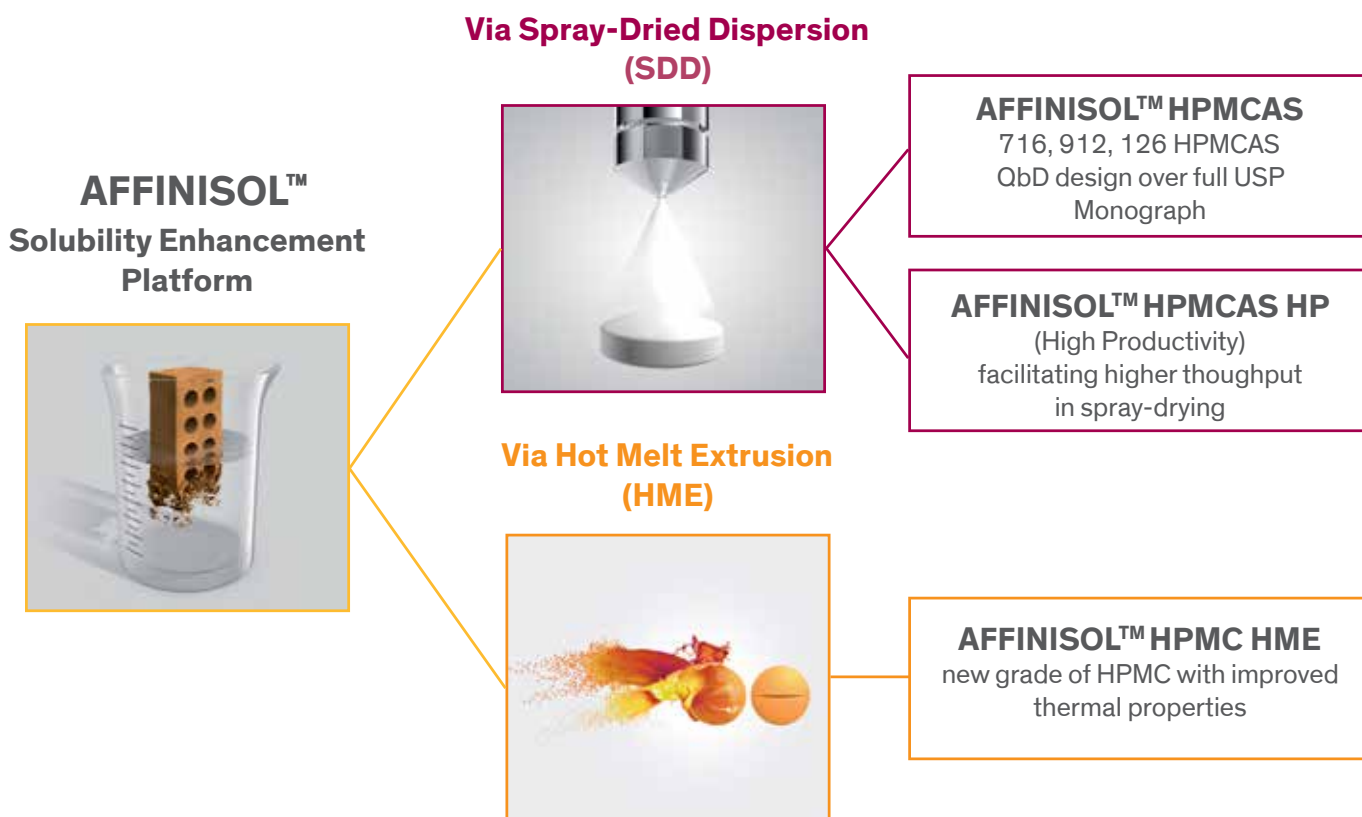 Via Spray-Dried Dispersion
(SDD)
AFFINISOL™
Solubility Enhancement
Platform
AFFINISOL™ HPMCAS
716, 912, 126 HPMCAS
QbD design over full USP
Monograph
AFFINISOL™ HPMCAS HP
(High Productivity)
facilitating higher thoughput
in spray-drying
Via Hot Melt Extrusion
(HME)
AFFINISOL™ HPMC HME
new grade of HPMC with improved
thermal properties